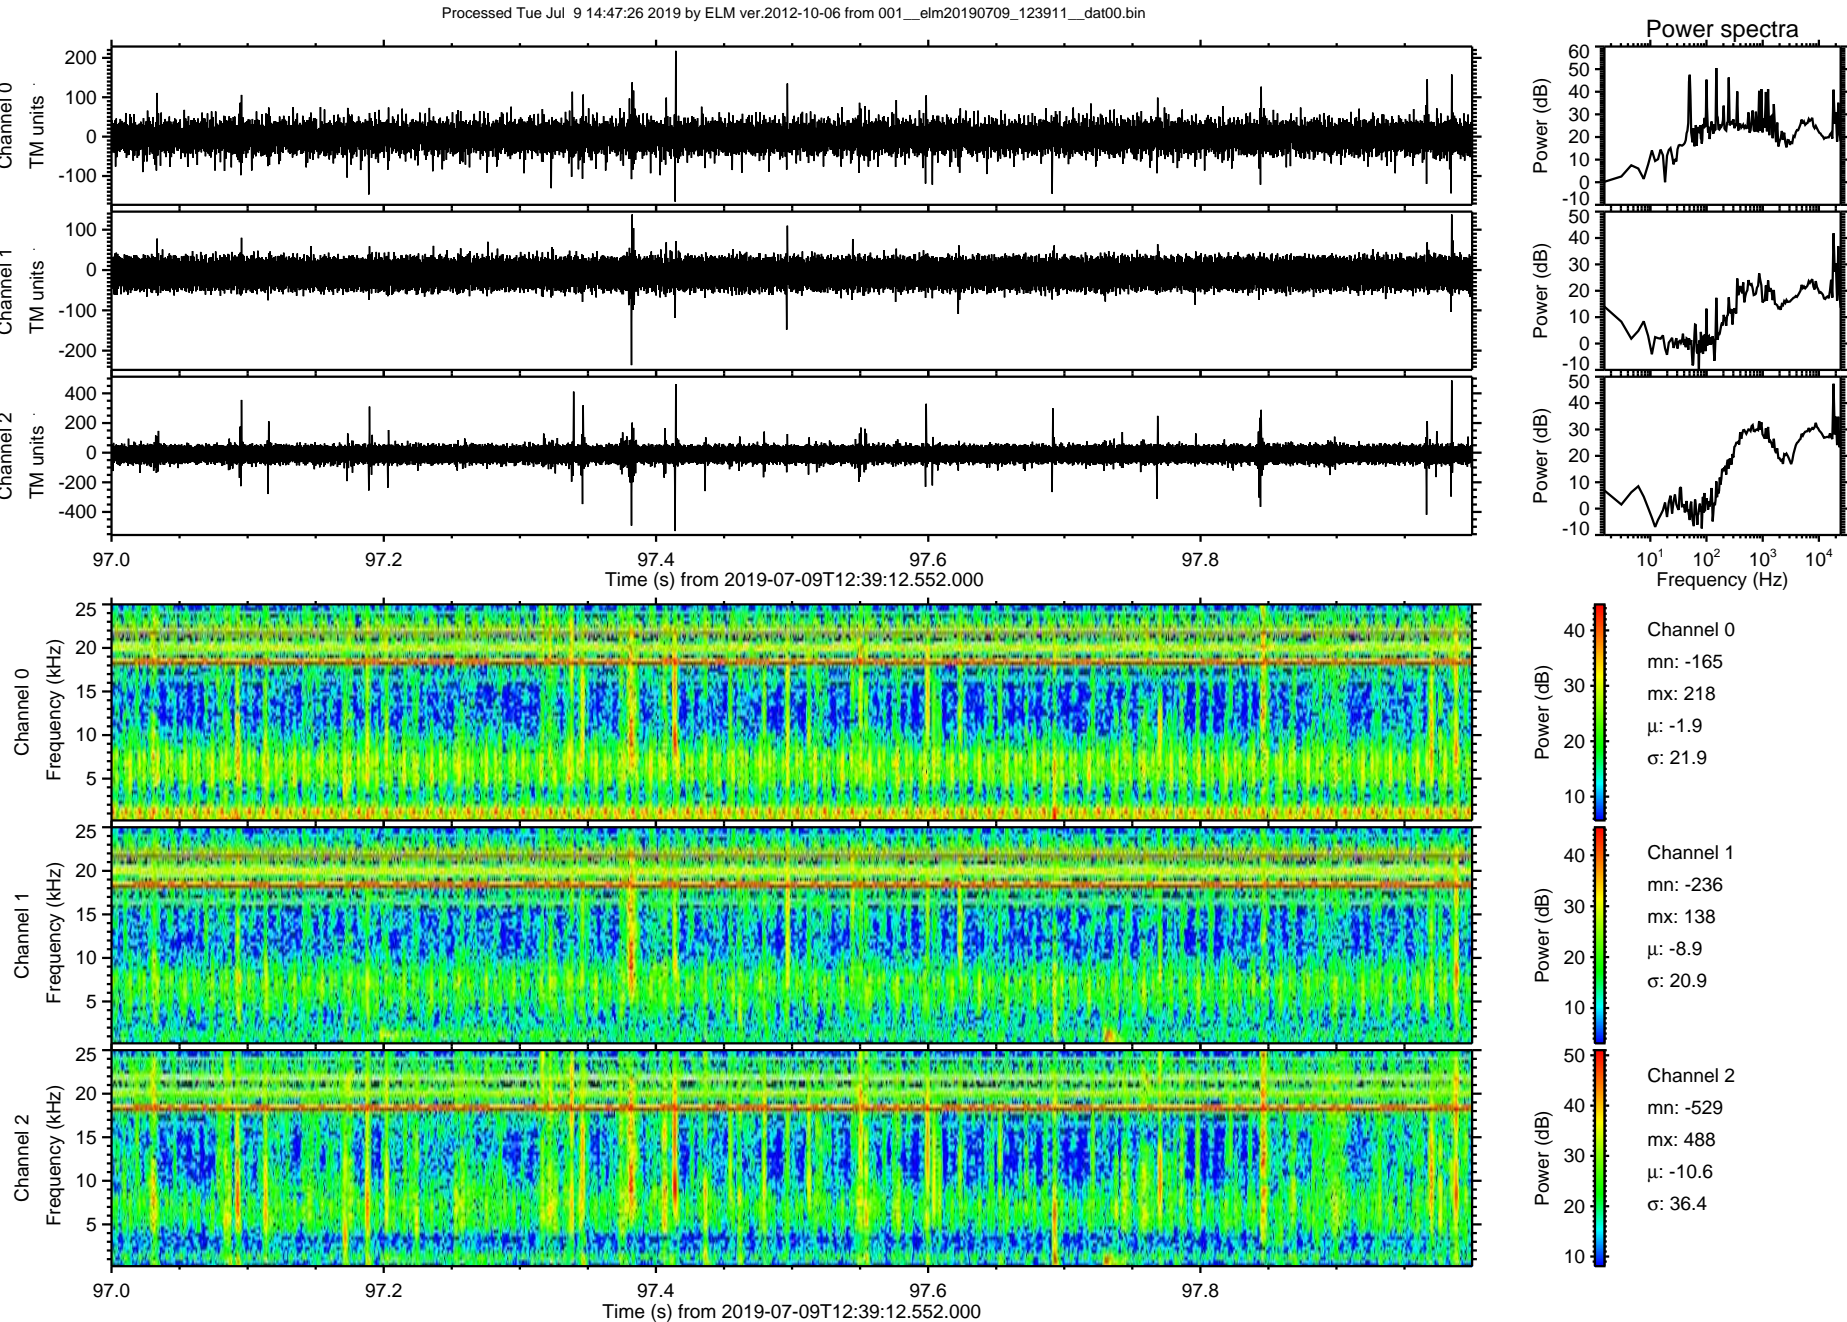 Processed Tue Jul  9 14:47:26 2019 by ELM ver.2012-10-06 from 001__elm20190709_123911__dat00.bin
Power spectra
Channel 0
TM units
200
100
0
-100
Power (dB)
60
50
40
30
20
10
0
-10
Channel 1
TM units
100
0
-100
-200
Power (dB)
50
40
30
20
10
0
-10
Channel 2
TM units
400
200
0
-200
-400
Power (dB)
50
40
30
20
10
0
-10
97.0 97.2 97.4 97.6 97.8
Time (s) from 2019-07-09T12:39:12.552.000
10^1 10^2 10^3 10^4
Frequency (Hz)
Channel 0
Frequency (kHz)
25
20
15
10
5
Power (dB)
40
30
20
10
Channel 0
mn: -165
mx: 218
μ: -1.9
σ: 21.9
Channel 1
Frequency (kHz)
25
20
15
10
5
Power (dB)
40
30
20
10
Channel 1
mn: -236
mx: 138
μ: -8.9
σ: 20.9
Channel 2
Frequency (kHz)
25
20
15
10
5
Power (dB)
50
40
30
20
10
Channel 2
mn: -529
mx: 488
μ: -10.6
σ: 36.4
97.0 97.2 97.4 97.6 97.8
Time (s) from 2019-07-09T12:39:12.552.000